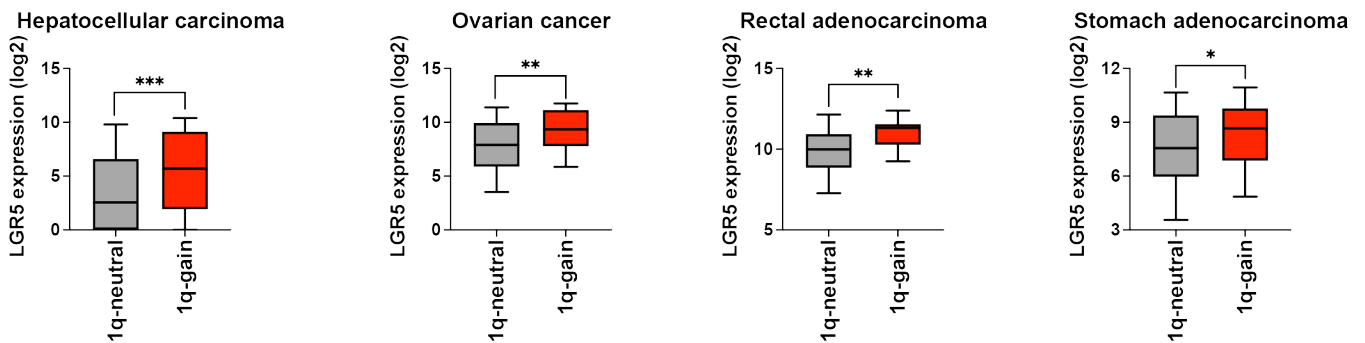 Hepatocellular carcinoma
LGR5 expression (log2)
15
10
5
0
***
1q-neutral
1q-gain
Ovarian cancer
LGR5 expression (log2)
15
10
5
0
**
1q-neutral
1q-gain
Rectal adenocarcinoma
LGR5 expression (log2)
15
10
5
**
1q-neutral
1q-gain
Stomach adenocarcinoma
LGR5 expression (log2)
12
9
6
3
*
1q-neutral
1q-gain